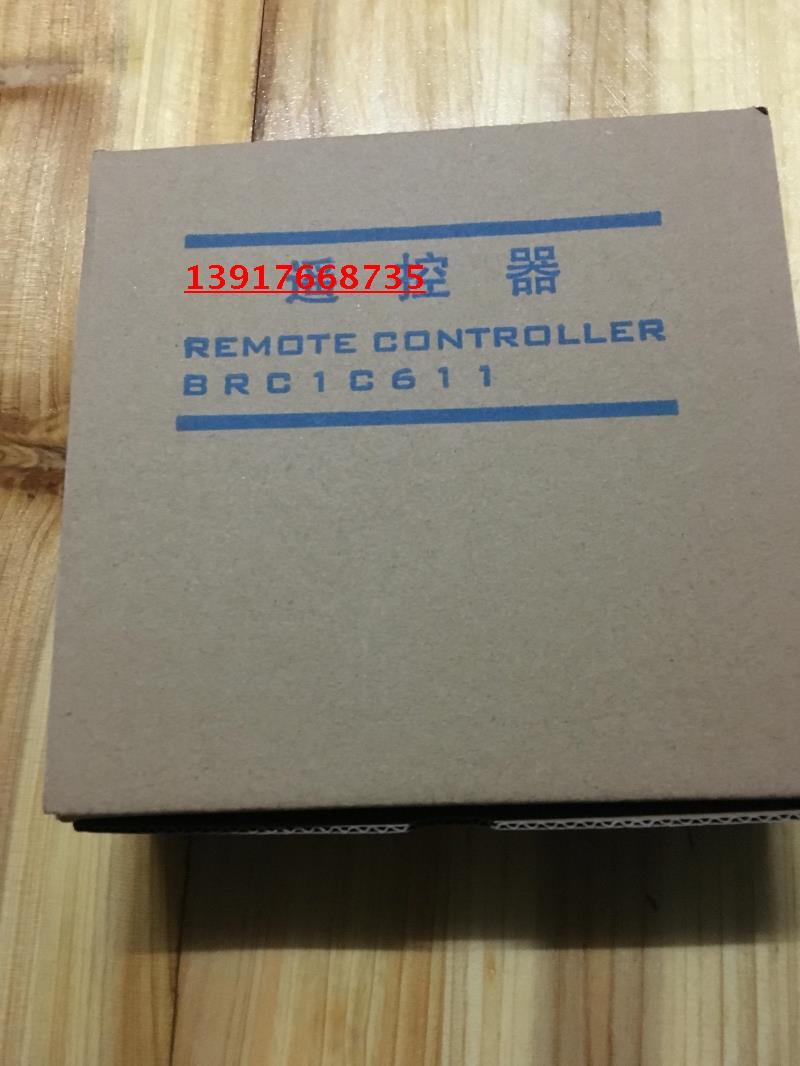 遥控器
13917668735
REMOTE CONTROLLER
BRC1C611